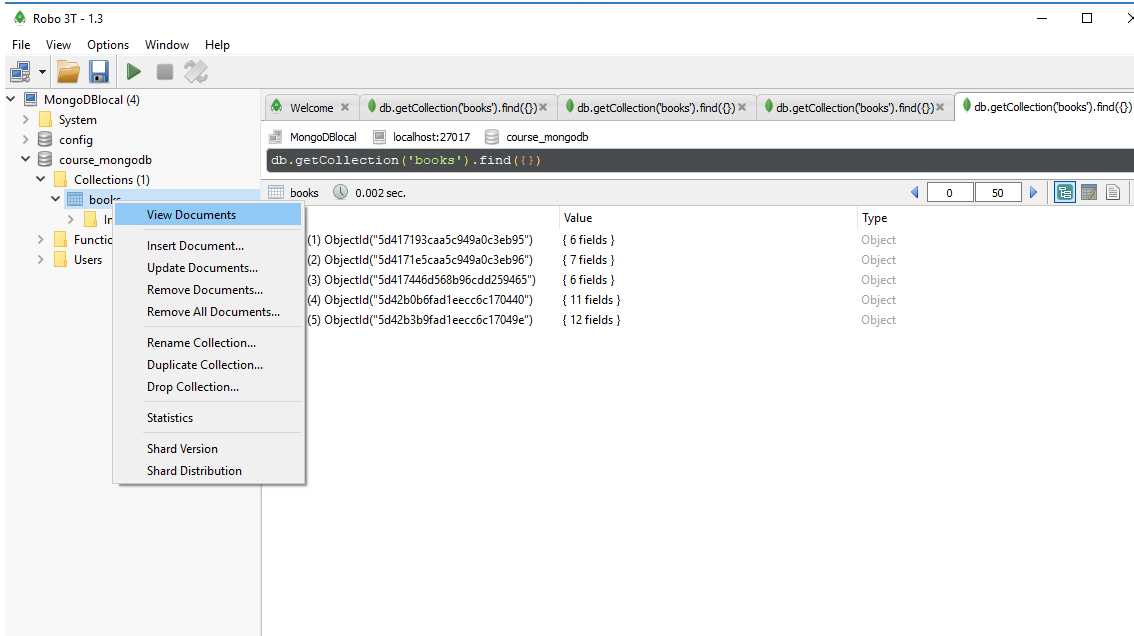 Robo 3T - 1.3
File View Options Window Help
MongoDBlocal (4)
System
config
course_mongodb
Collections (1)
books
Functio
Users
View Documents
Insert Document...
Update Documents...
Remove Documents...
Remove All Documents...
Rename Collection...
Duplicate Collection...
Drop Collection...
Statistics
Shard Version
Shard Distribution
Welcome db.getCollection('books').find({}) db.getCollection('books').find({}) db.getCollection('books').find({}) db.getCollection('books').find({})
MongoDBlocal localhost:27017 course_mongodb
db.getCollection('books').find({})
books 0.002 sec. 0 50
Value Type
(1) ObjectId("5d417193caa5c949a0c3eb95") { 6 fields } Object
(2) ObjectId("5d4171e5caa5c949a0c3eb96") { 7 fields } Object
(3) ObjectId("5d417446d568b96cdd259465") { 6 fields } Object
(4) ObjectId("5d42b0b6fad1eecc6c170440") { 11 fields } Object
(5) ObjectId("5d42b3b9fad1eecc6c17049e") { 12 fields } Object